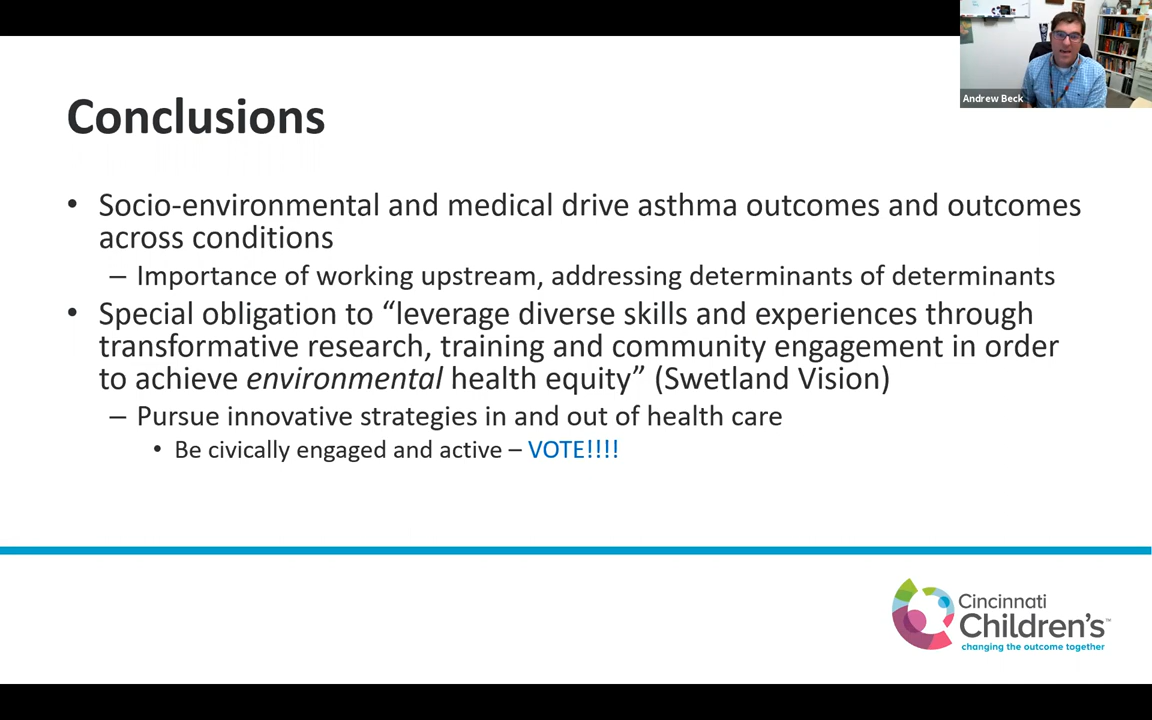 Andrew Beck
Conclusions
• Socio-environmental and medical drive asthma outcomes and outcomes
across conditions
– Importance of working upstream, addressing determinants of determinants
• Special obligation to “leverage diverse skills and experiences through
transformative research, training and community engagement in order
to achieve environmental health equity” (Swetland Vision)
– Pursue innovative strategies in and out of health care
• Be civically engaged and active – VOTE!!!!
Cincinnati
Children's™
changing the outcome together